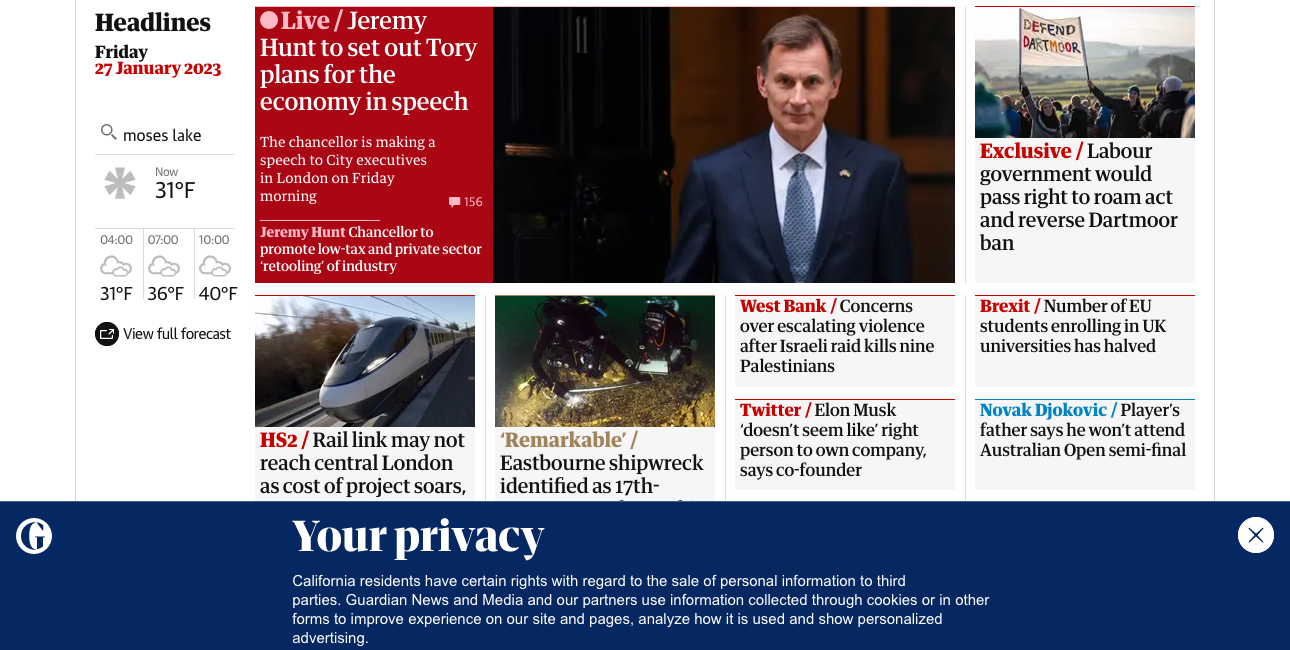 Headlines
Friday
27 January 2023
moses lake
Now
31°F
04:00
07:00
10:00
31°F
36°F
40°F
View full forecast
Live / Jeremy
Hunt to set out Tory
plans for the
economy in speech
The chancellor is making a
speech to City executives
in London on Friday
morning
156
Jeremy Hunt Chancellor to
promote low-tax and private sector
‘retooling’ of industry
DEFEND
DARTMOOR
Exclusive / Labour
government would
pass right to roam act
and reverse Dartmoor
ban
HS2 / Rail link may not
reach central London
as cost of project soars,
‘Remarkable’ /
Eastbourne shipwreck
identified as 17th-
West Bank / Concerns
over escalating violence
after Israeli raid kills nine
Palestinians
Brexit / Number of EU
students enrolling in UK
universities has halved
Twitter / Elon Musk
‘doesn’t seem like’ right
person to own company,
says co-founder
Novak Djokovic / Player’s
father says he won’t attend
Australian Open semi-final
G
Your privacy
California residents have certain rights with regard to the sale of personal information to third
parties. Guardian News and Media and our partners use information collected through cookies or in other
forms to improve experience on our site and pages, analyze how it is used and show personalized
advertising.